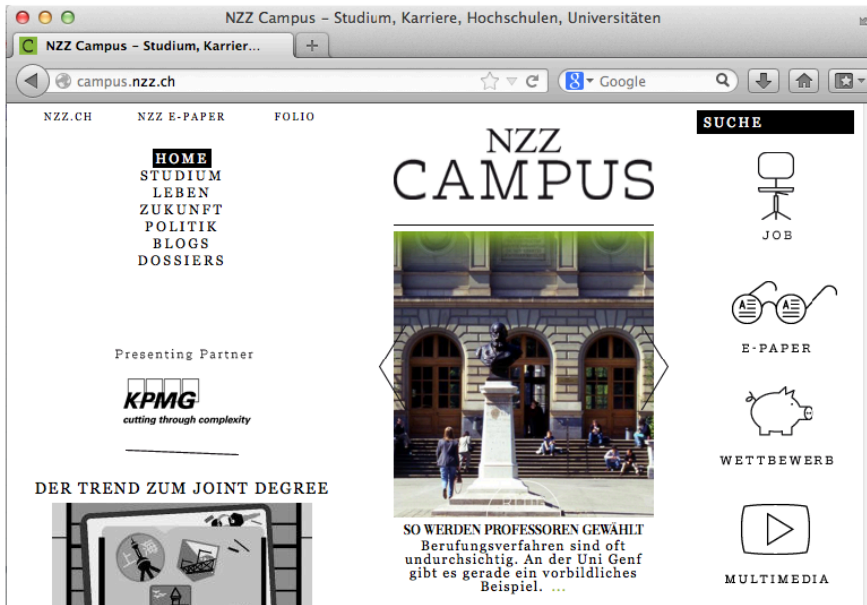 NZZ Campus – Studium, Karriere, Hochschulen, Universitäten
NZZ Campus – Studium, Karrier...
campus.nzz.ch
Google
NZZ.CH NZZ E-PAPER FOLIO
HOME
STUDIUM
LEBEN
ZUKUNFT
POLITIK
BLOGS
DOSSIERS
Presenting Partner
KPMG
cutting through complexity
DER TREND ZUM JOINT DEGREE
上海
NZZ
CAMPUS
SO WERDEN PROFESSOREN GEWÄHLT
Berufungsverfahren sind oft
undurchsichtig. An der Uni Genf
gibt es gerade ein vorbildliches
Beispiel. ...
SUCHE
JOB
E-PAPER
WETTBEWERB
MULTIMEDIA